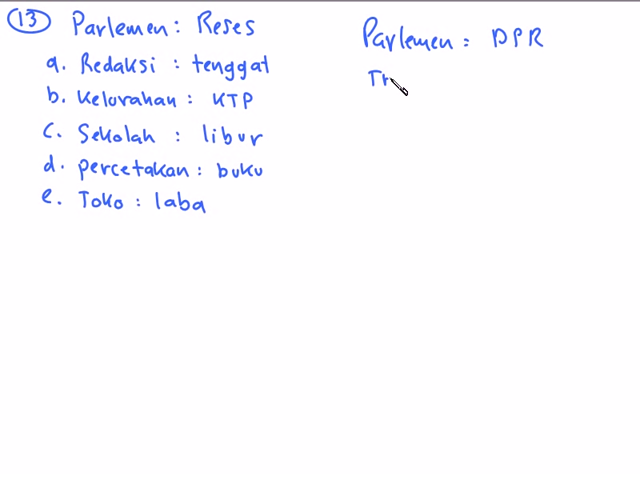 13 Parlemen : Reses
a. Redaksi : tenggat
b. Kelurahan : KTP
c. Sekolah : libur
d. percetakan : buku
e. Toko : laba
Parlemen = DPR